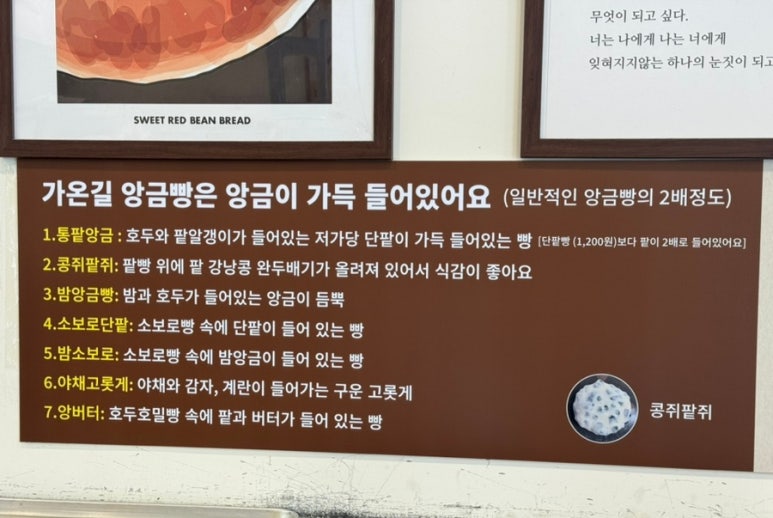 무엇이 되고 싶다.
너는 나에게 나는 너에게
잊혀지지않는 하나의 눈짓이 되고
SWEET RED BEAN BREAD
가온길 앙금빵은 앙금이 가득 들어있어요 (일반적인 앙금빵의 2배정도)
1.통팥앙금 : 호두와 팥알갱이가 들어있는 저가당 단팥이 가득 들어있는 빵 [단팥빵 (1,200원)보다 팥이 2배로 들어있어요]
2.콩쥐팥쥐: 팥빵 위에 팥 강낭콩 완두배기가 올려져 있어서 식감이 좋아요
3.밤앙금빵: 밤과 호두가 들어있는 앙금이 듬뿍
4.소보로단팥: 소보로빵 속에 단팥이 들어 있는 빵
5.밤소보로: 소보로빵 속에 밤앙금이 들어 있는 빵
6.야채고롯게: 야채와 감자, 계란이 들어가는 구운 고롯게
7.앙버터: 호두호밀빵 속에 팥과 버터가 들어 있는 빵
콩쥐팥쥐